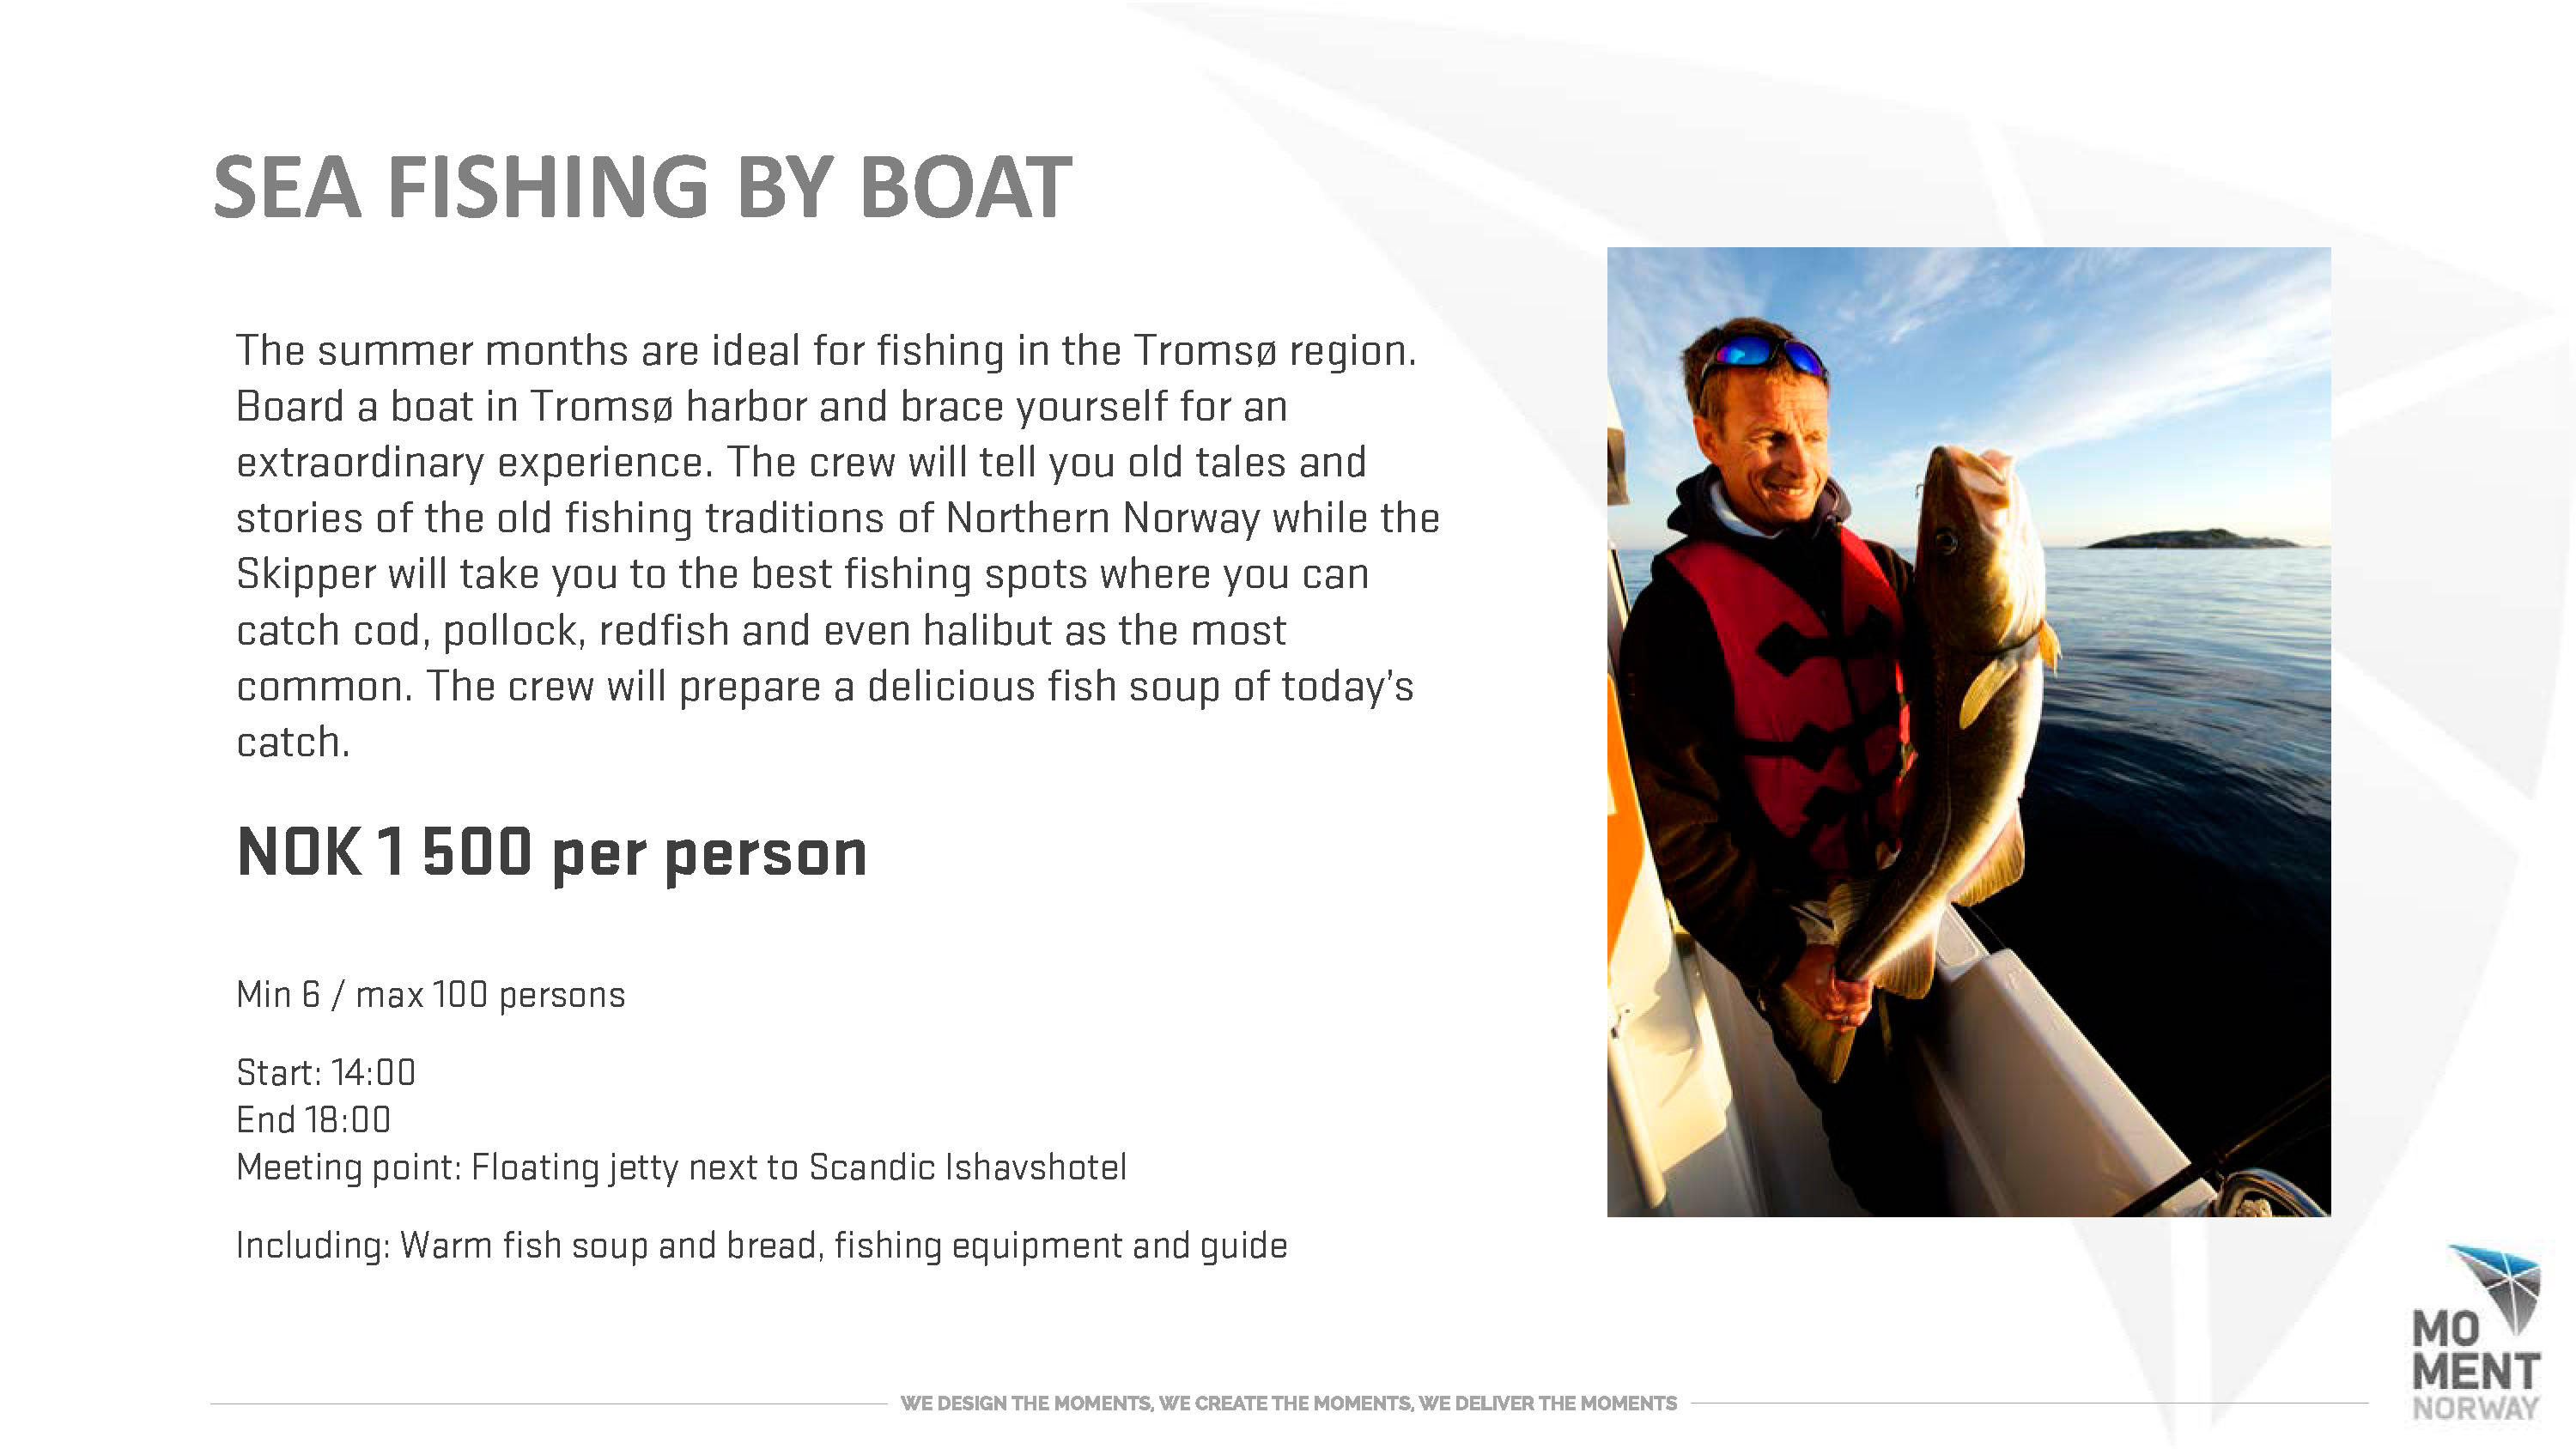 SEA FISHING BY BOAT
The summer months are ideal for fishing in the Tromsø region.
Board a boat in Tromsø harbor and brace yourself for an
extraordinary experience. The crew will tell you old tales and
stories of the old fishing traditions of Northern Norway while the
Skipper will take you to the best fishing spots where you can
catch cod, pollock, redfish and even halibut as the most
common. The crew will prepare a delicious fish soup of today’s
catch.
NOK 1 500 per person
Min 6 / max 100 persons
Start: 14:00
End 18:00
Meeting point: Floating jetty next to Scandic Ishavshotel
Including: Warm fish soup and bread, fishing equipment and guide
WE DESIGN THE MOMENTS, WE CREATE THE MOMENTS, WE DELIVER THE MOMENTS
MO
MENT
NORWAY